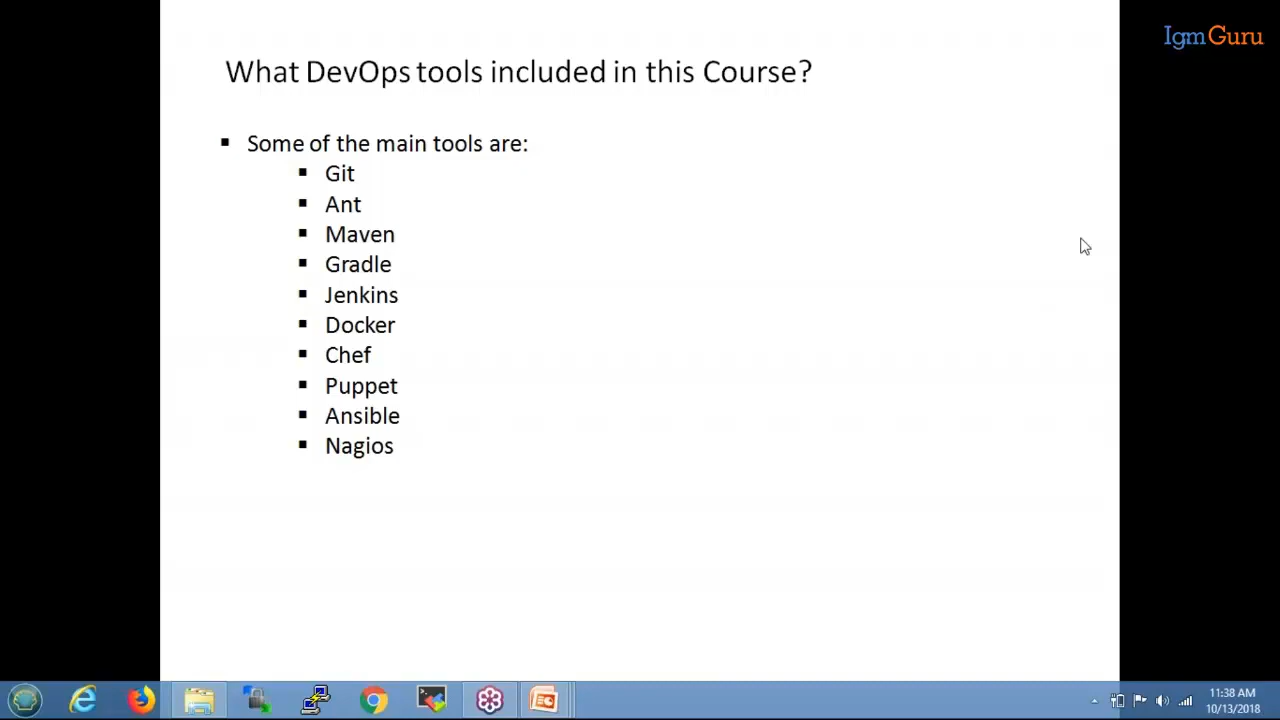 IgmGuru
What DevOps tools included in this Course?
Some of the main tools are:
Git
Ant
Maven
Gradle
Jenkins
Docker
Chef
Puppet
Ansible
Nagios
11:38 AM
10/13/2018